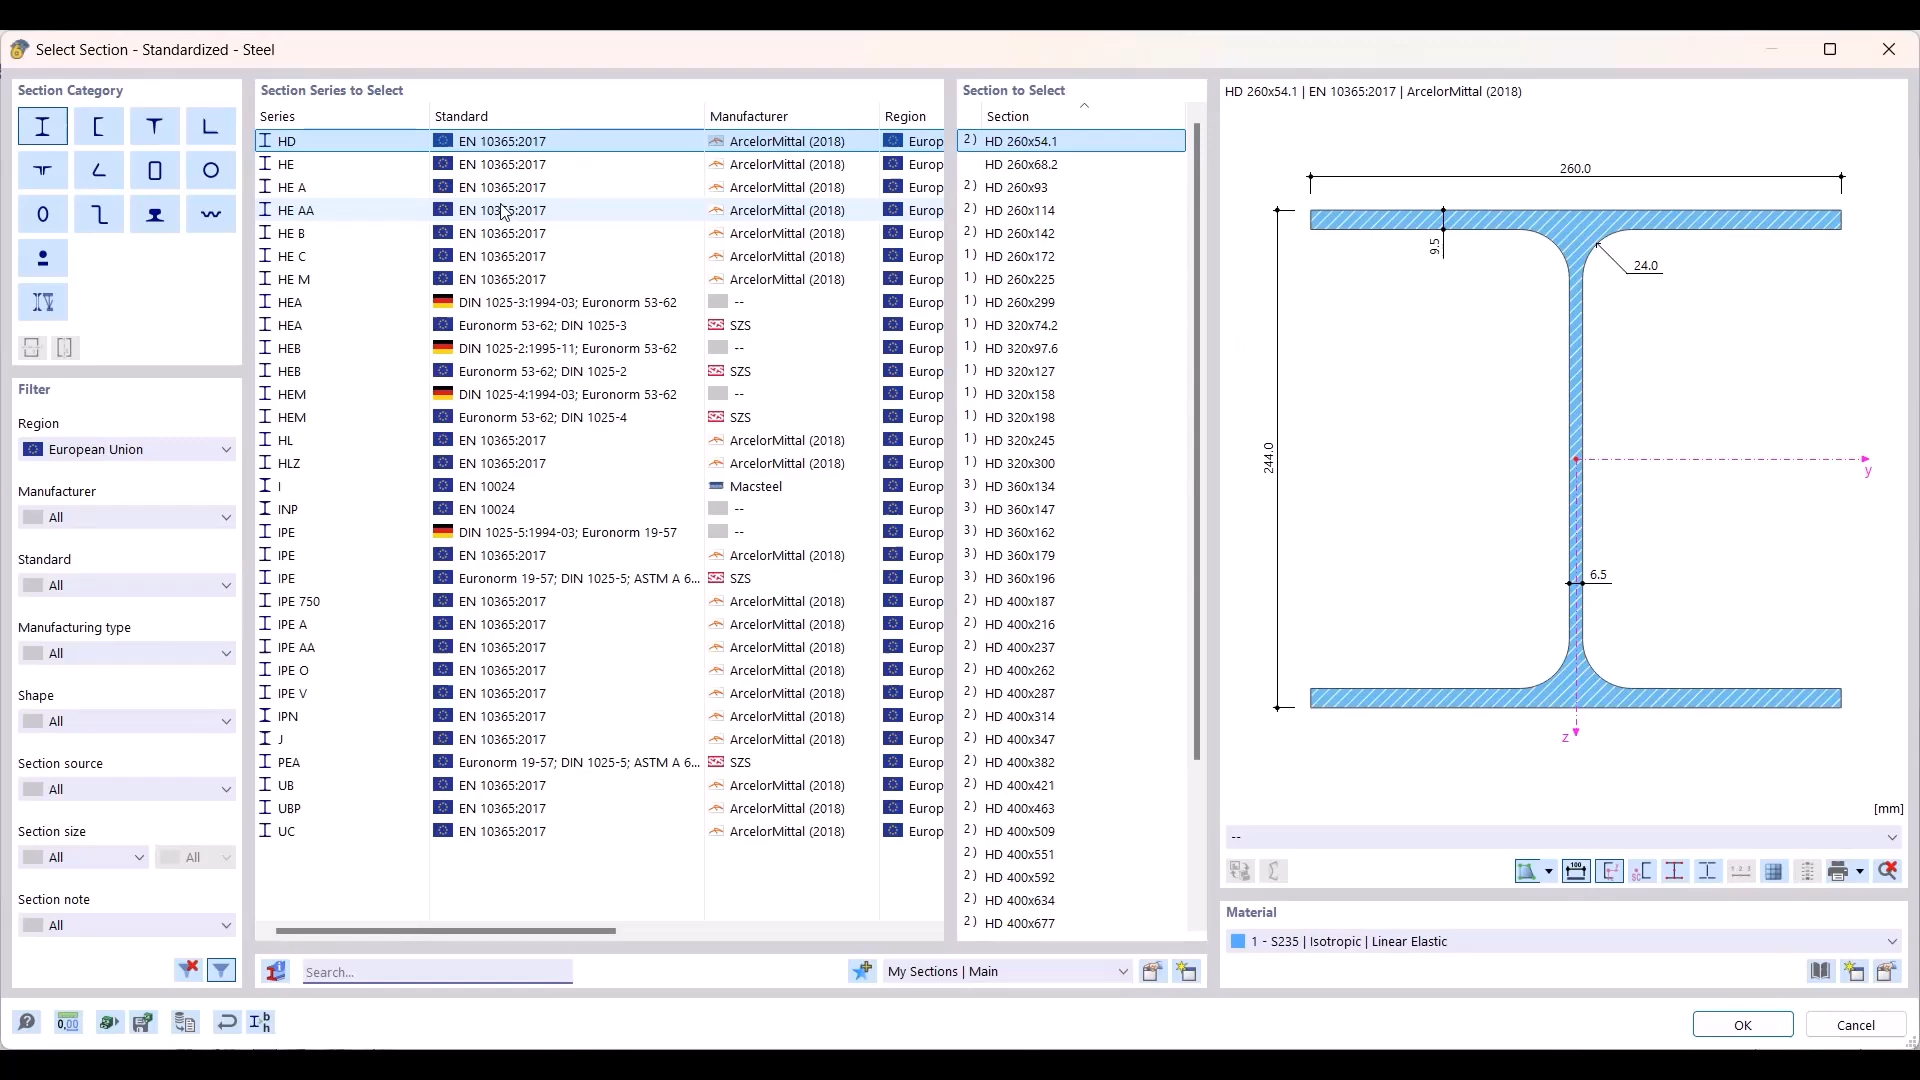 Select Section - Standardized - Steel
Section Category
Filter
Region
European Union
Manufacturer
All
Standard
All
Manufacturing type
All
Shape
All
Section source
All
Section size
All All
Section note
All
Section Series to Select
Series Standard Manufacturer Region
HD EN 10365:2017 ArcelorMittal (2018) Europ
HE EN 10365:2017 ArcelorMittal (2018) Europ
HE A EN 10365:2017 ArcelorMittal (2018) Europ
HE AA EN 10365:2017 ArcelorMittal (2018) Europ
HE B EN 10365:2017 ArcelorMittal (2018) Europ
HE C EN 10365:2017 ArcelorMittal (2018) Europ
HE M EN 10365:2017 ArcelorMittal (2018) Europ
HEA DIN 1025-3:1994-03; Euronorm 53-62 -- Europ
HEA Euronorm 53-62; DIN 1025-3 SZS Europ
HEB DIN 1025-2:1995-11; Euronorm 53-62 -- Europ
HEB Euronorm 53-62; DIN 1025-2 SZS Europ
HEM DIN 1025-4:1994-03; Euronorm 53-62 -- Europ
HEM Euronorm 53-62; DIN 1025-4 SZS Europ
HL EN 10365:2017 ArcelorMittal (2018) Europ
HLZ EN 10365:2017 ArcelorMittal (2018) Europ
I EN 10024 Macsteel Europ
INP EN 10024 -- Europ
IPE DIN 1025-5:1994-03; Euronorm 19-57 -- Europ
IPE EN 10365:2017 ArcelorMittal (2018) Europ
IPE Euronorm 19-57; DIN 1025-5; ASTM A 6... SZS Europ
IPE 750 EN 10365:2017 ArcelorMittal (2018) Europ
IPE A EN 10365:2017 ArcelorMittal (2018) Europ
IPE AA EN 10365:2017 ArcelorMittal (2018) Europ
IPE O EN 10365:2017 ArcelorMittal (2018) Europ
IPE V EN 10365:2017 ArcelorMittal (2018) Europ
IPN EN 10365:2017 ArcelorMittal (2018) Europ
J EN 10365:2017 ArcelorMittal (2018) Europ
PEA Euronorm 19-57; DIN 1025-5; ASTM A 6... SZS Europ
UB EN 10365:2017 ArcelorMittal (2018) Europ
UBP EN 10365:2017 ArcelorMittal (2018) Europ
UC EN 10365:2017 ArcelorMittal (2018) Europ
Search...
Section to Select
Section
2) HD 260x54.1
HD 260x68.2
2) HD 260x93
2) HD 260x114
2) HD 260x142
1) HD 260x172
1) HD 260x225
1) HD 260x299
1) HD 320x74.2
1) HD 320x97.6
1) HD 320x127
1) HD 320x158
1) HD 320x198
1) HD 320x245
1) HD 320x300
3) HD 360x134
3) HD 360x147
3) HD 360x162
3) HD 360x179
3) HD 360x196
2) HD 400x187
2) HD 400x216
2) HD 400x237
2) HD 400x262
2) HD 400x287
2) HD 400x314
2) HD 400x347
2) HD 400x382
2) HD 400x421
2) HD 400x463
2) HD 400x509
2) HD 400x551
2) HD 400x592
2) HD 400x634
2) HD 400x677
My Sections | Main
HD 260x54.1 | EN 10365:2017 | ArcelorMittal (2018)
260.0
9.5
24.0
244.0
y
6.5
z
[mm]
--
100
SC
1 2 3
Material
1 - S235 | Isotropic | Linear Elastic
0,00
b
h
OK
Cancel